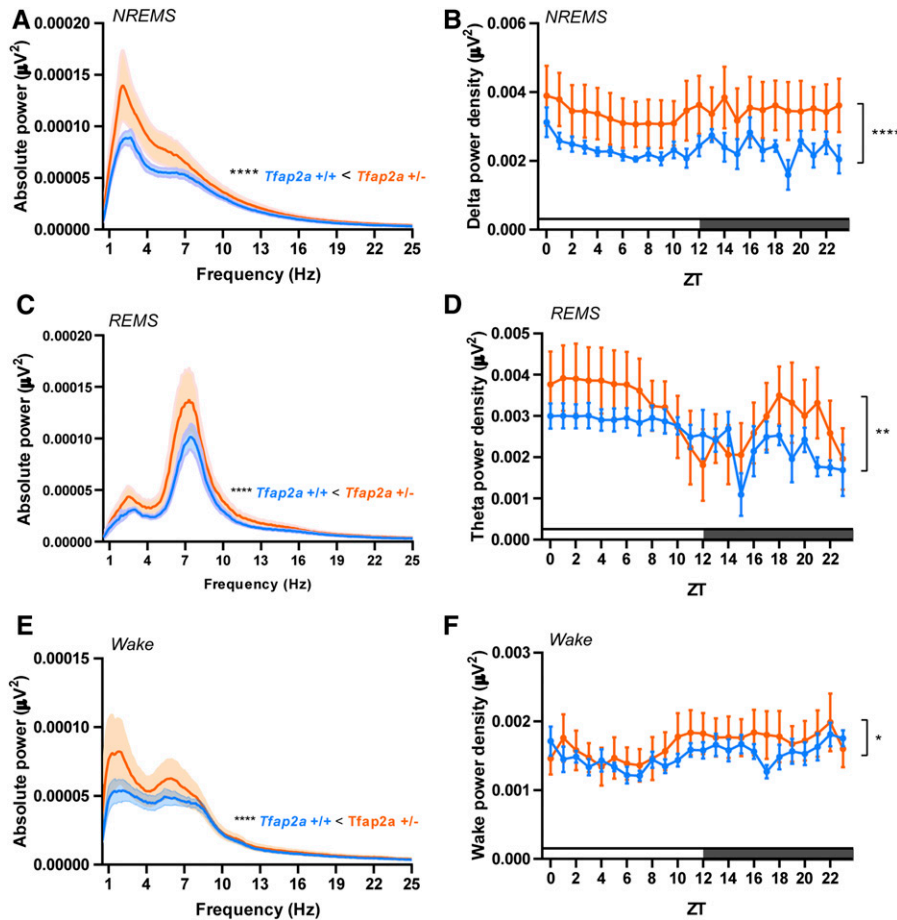 A
NREMS
Absolute power (μV²)
0.00020
0.00015
0.00010
0.00005
0.00000
**** Tfap2a +/+ < Tfap2a +/-
1 4 7 10 13 16 19 22 25
Frequency (Hz)
B
NREMS
Delta power density (μV²)
0.006
0.004
0.002
0.000
****
0 2 4 6 8 10 12 14 16 18 20 22
ZT
C
REMS
Absolute power (μV²)
0.00020
0.00015
0.00010
0.00005
0.00000
**** Tfap2a +/+ < Tfap2a +/-
1 4 7 10 13 16 19 22 25
Frequency (Hz)
D
REMS
Theta power density (μV²)
0.005
0.004
0.003
0.002
0.001
0.000
**
0 2 4 6 8 10 12 14 16 18 20 22
ZT
E
Wake
Absolute power (μV²)
0.00015
0.00010
0.00005
0.00000
**** Tfap2a +/+ < Tfap2a +/-
1 4 7 10 13 16 19 22 25
Frequency (Hz)
F
Wake
Wake power density (μV²)
0.003
0.002
0.001
0.000
*
0 2 4 6 8 10 12 14 16 18 20 22
ZT